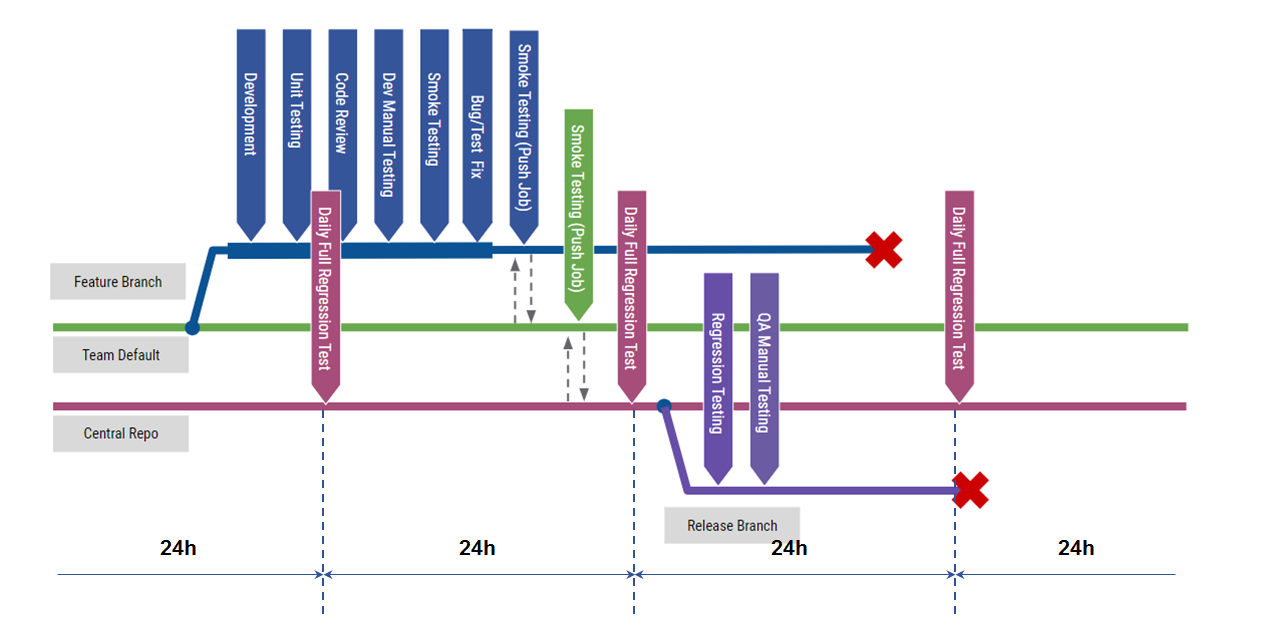 Development
Unit Testing
Code Review
Dev Manual Testing
Smoke Testing
Bug/Test Fix
Smoke Testing (Push Job)
Smoke Testing (Push Job)
Daily Full Regression Test
Daily Full Regression Test
Daily Full Regression Test
Feature Branch
Team Default
Regression Testing
QA Manual Testing
Central Repo
Release Branch
24h
24h
24h
24h